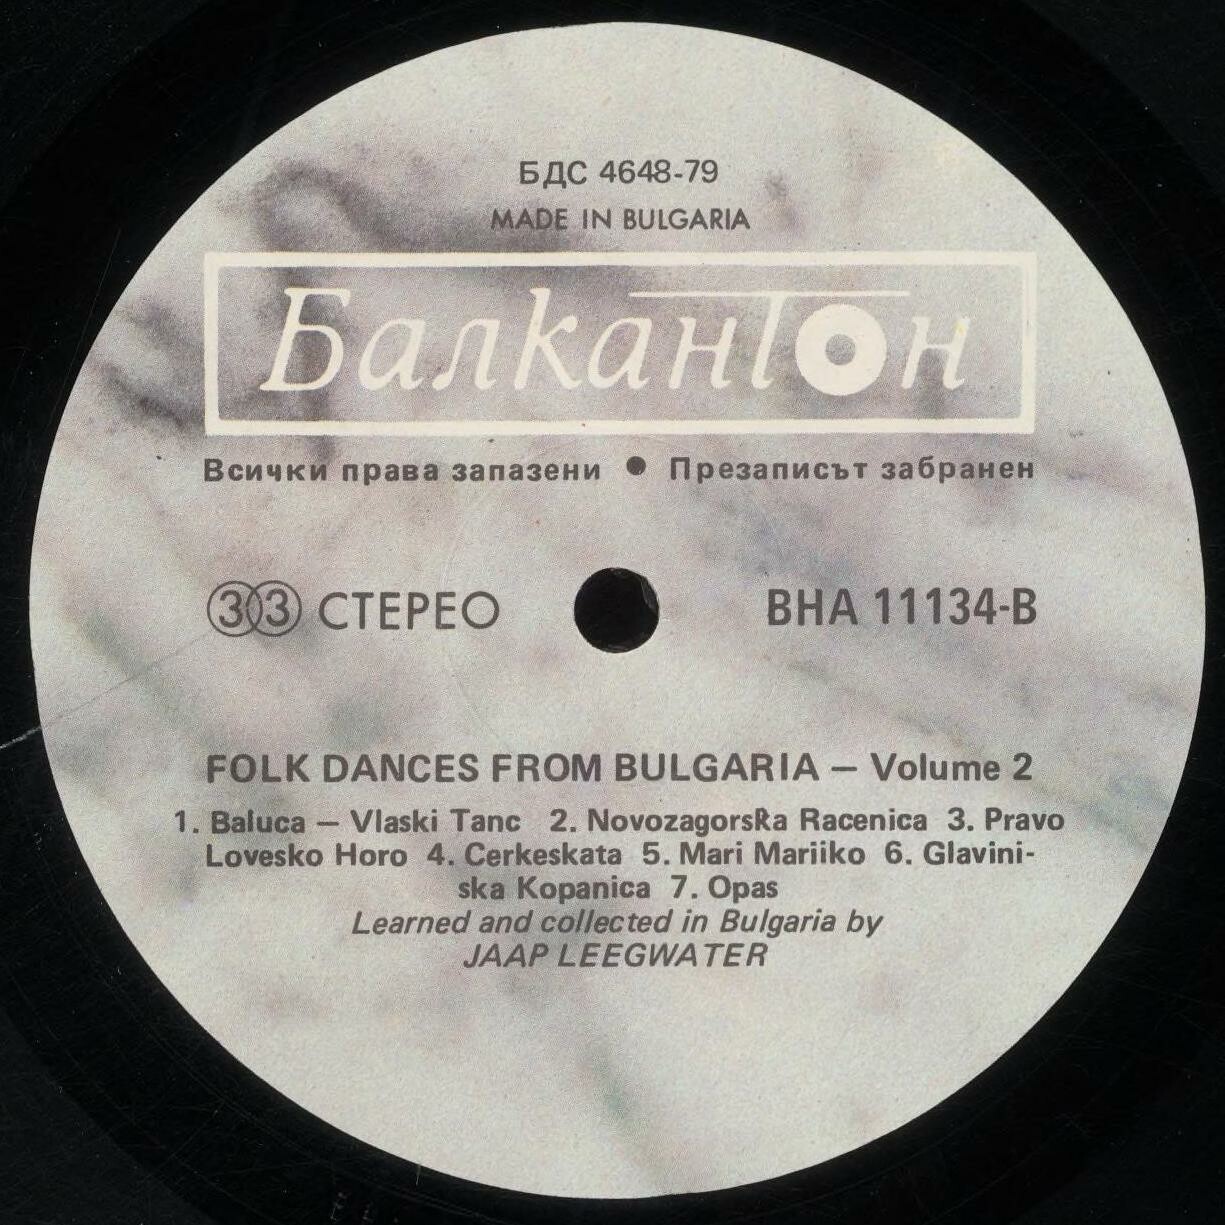 БДС 4648-79
MADE IN BULGARIA
Балкантон
Всички права запазени ● Презаписът забранен
33 СТЕРЕО ВНА 11134-В
FOLK DANCES FROM BULGARIA — Volume 2
1. Baluca — Vlaski Tanc 2. Novozagorska Racenica 3. Pravo
Lovesko Horo 4. Cerkeskata 5. Mari Mariiko 6. Glavini-
ska Kopanica 7. Opas
Learned and collected in Bulgaria by
JAAP LEEGWATER